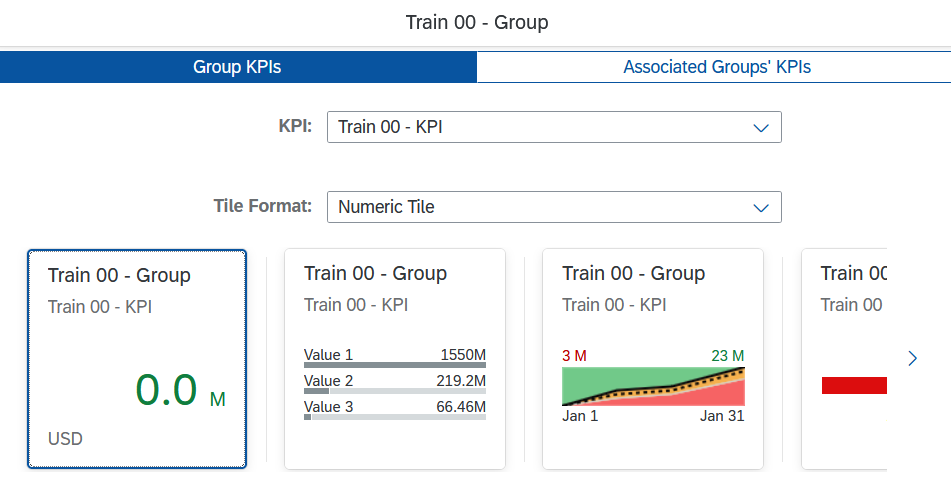 Train 00 - Group
Group KPIs
Associated Groups' KPIs
KPI:
Train 00 - KPI
Tile Format:
Numeric Tile
Train 00 - Group
Train 00 - KPI
0.0 M
USD
Train 00 - Group
Train 00 - KPI
Value 1 1550M
Value 2 219.2M
Value 3 66.46M
Train 00 - Group
Train 00 - KPI
3 M 23 M
Jan 1 Jan 31
Train 00
Train 00